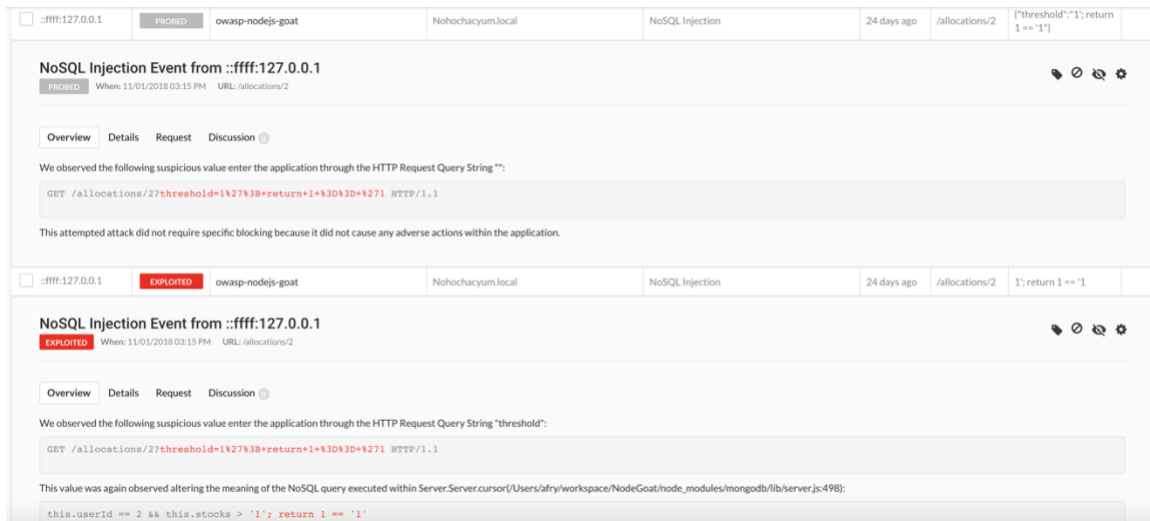 ::ffff:127.0.0.1 PROBED owasp-nodejs-goat Nohochacyum.local NoSQL Injection 24 days ago /allocations/2 {"threshold":"1'; return
1 == '1"}
NoSQL Injection Event from ::ffff:127.0.0.1
PROBED When: 11/01/2018 03:15 PM URL: /allocations/2
Overview Details Request Discussion 0
We observed the following suspicious value enter the application through the HTTP Request Query String "":
GET /allocations/2?threshold=1%27%3B+return+1+%3D%3D+%271 HTTP/1.1
This attempted attack did not require specific blocking because it did not cause any adverse actions within the application.
::ffff:127.0.0.1 EXPLOITED owasp-nodejs-goat Nohochacyum.local NoSQL Injection 24 days ago /allocations/2 1'; return 1 == '1
NoSQL Injection Event from ::ffff:127.0.0.1
EXPLOITED When: 11/01/2018 03:15 PM URL: /allocations/2
Overview Details Request Discussion 0
We observed the following suspicious value enter the application through the HTTP Request Query String "threshold":
GET /allocations/2?threshold=1%27%3B+return+1+%3D%3D+%271 HTTP/1.1
This value was again observed altering the meaning of the NoSQL query executed within Server.Server.cursor(/Users/afry/workspace/NodeGoat/node_modules/mongodb/lib/server.js:498):
this.userId == 2 && this.stocks > '1'; return 1 == '1'